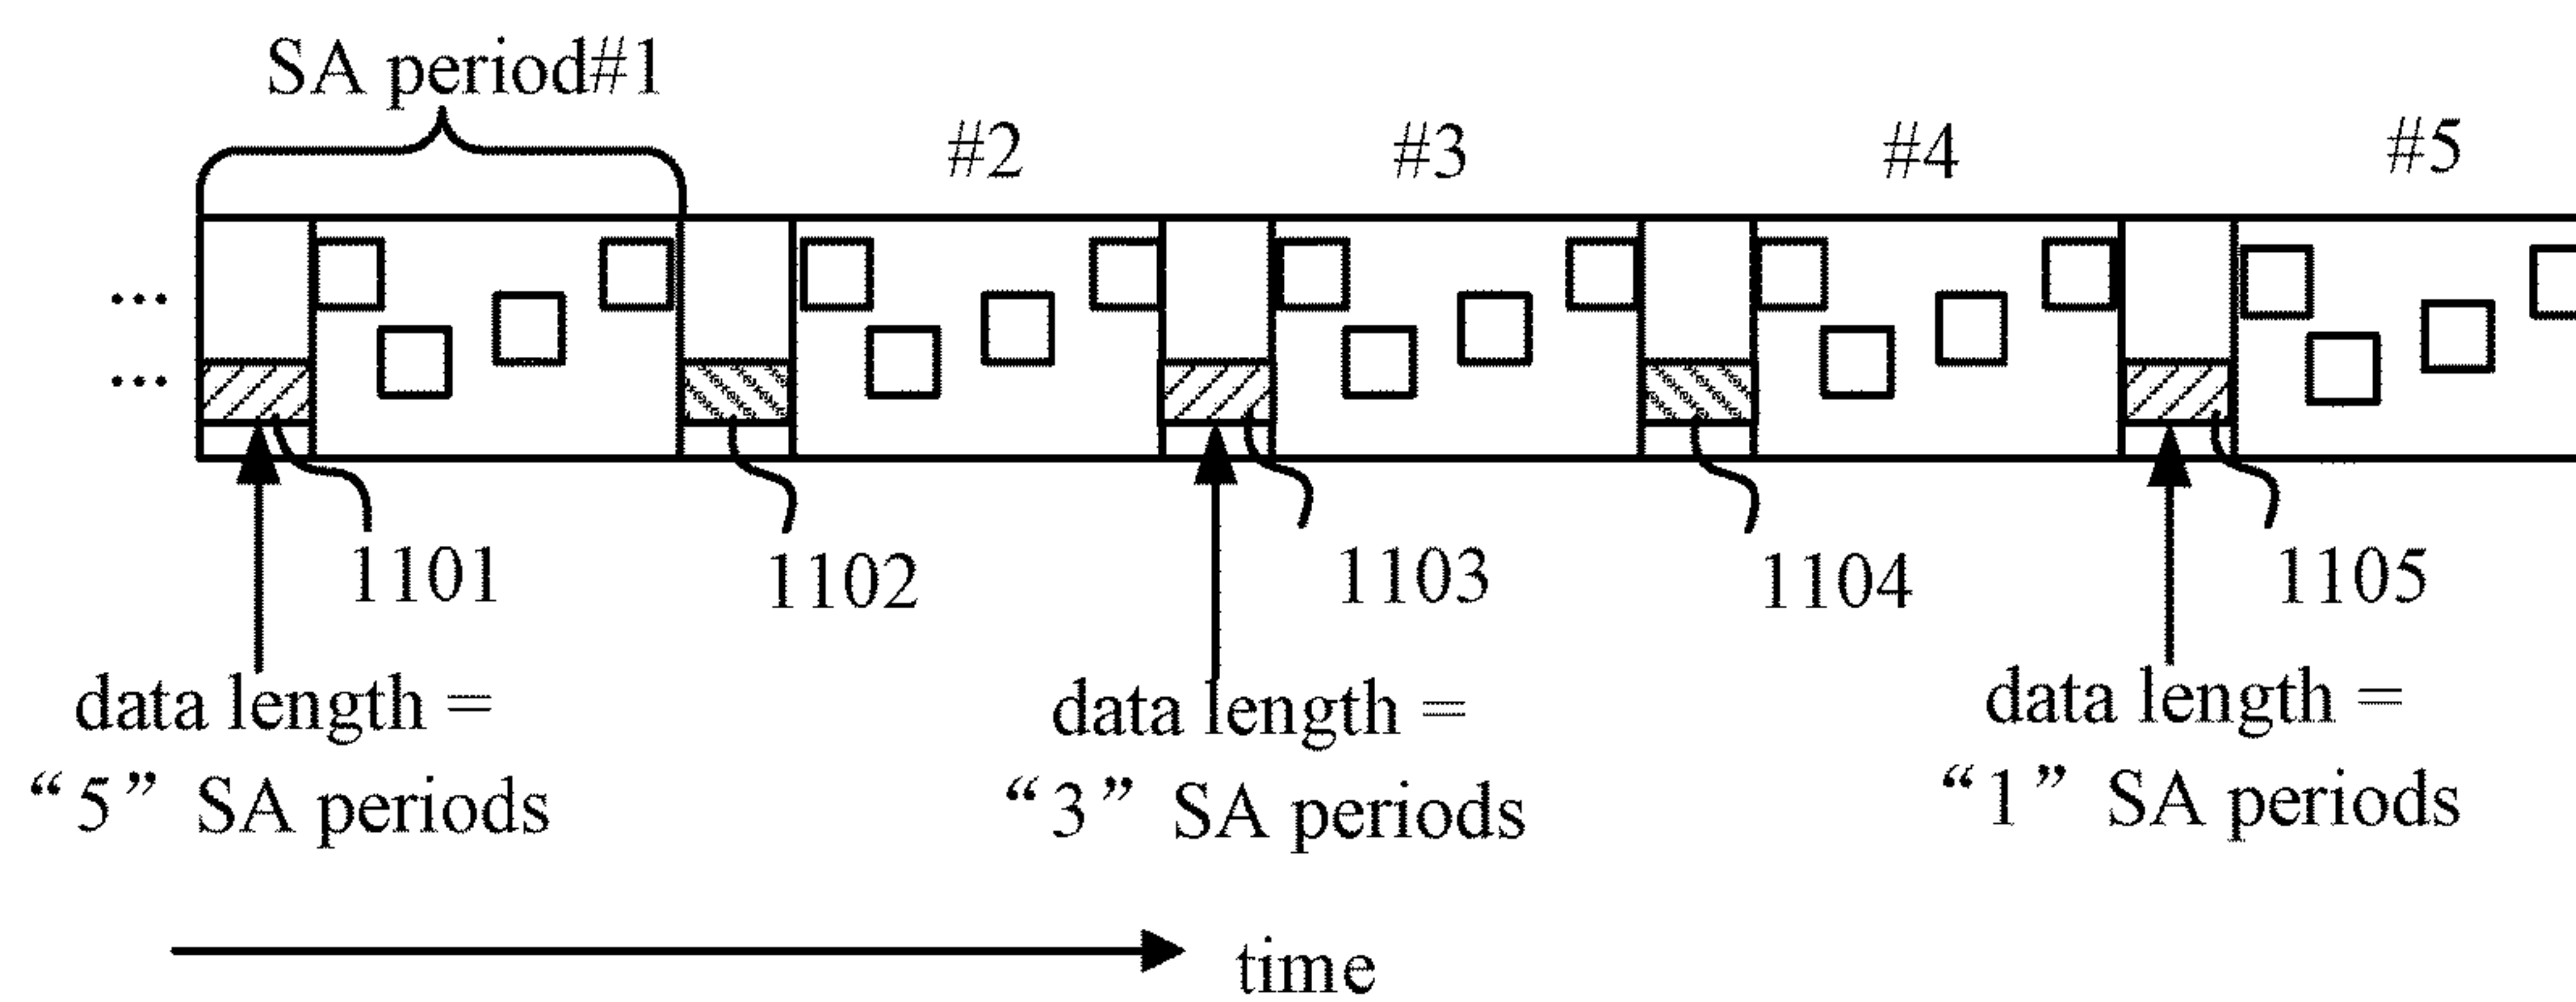 SA period#1
#2
#3
#4
#5
...
...
1101
1102
1103
1104
1105
data length =
“5” SA periods
data length =
“3” SA periods
data length =
“1” SA periods
time